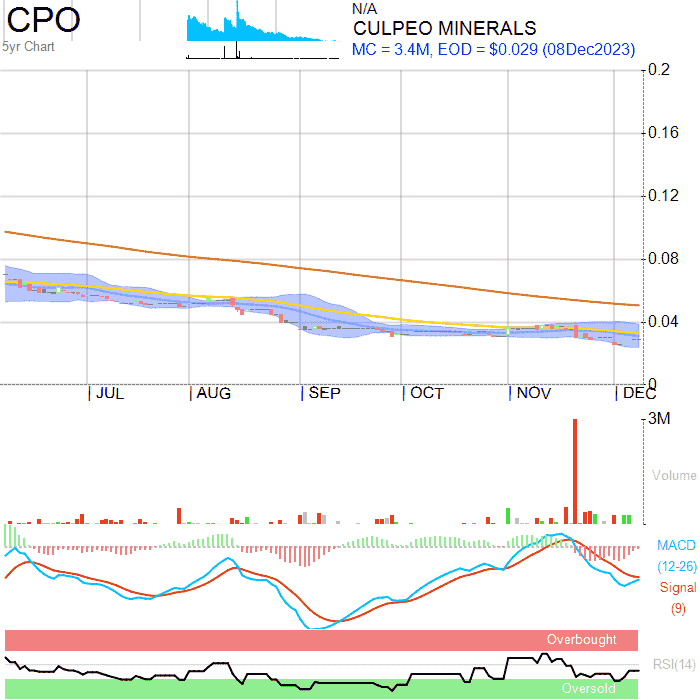 CPO
5yr Chart
N/A
CULPEO MINERALS
MC = 3.4M, EOD = $0.029 (08Dec2023)
0.2
0.16
0.12
0.08
0.04
0
JUL AUG SEP OCT NOV DEC
3M
Volume
MACD
(12-26)
Signal
(9)
Overbought
RSI(14)
Oversold